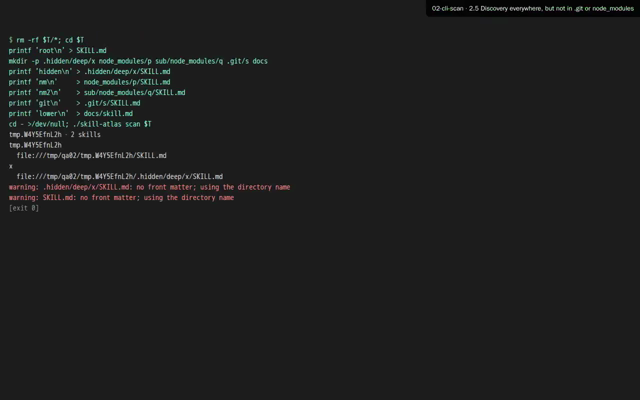 02-cli-scan · 2.5 Discovery everywhere, but not in .git or node_modules
$ rm -rf $T/*; cd $T
printf 'root\n' > SKILL.md
mkdir -p .hidden/deep/x node_modules/p sub/node_modules/q .git/s docs
printf 'hidden\n' > .hidden/deep/x/SKILL.md
printf 'nm\n'     > node_modules/p/SKILL.md
printf 'nm2\n'    > sub/node_modules/q/SKILL.md
printf 'git\n'    > .git/s/SKILL.md
printf 'lower\n'  > docs/skill.md
cd - >/dev/null; ./skill-atlas scan $T
tmp.W4Y5EfnL2h · 2 skills
tmp.W4Y5EfnL2h
  file:///tmp/qa02/tmp.W4Y5EfnL2h/SKILL.md
x
  file:///tmp/qa02/tmp.W4Y5EfnL2h/.hidden/deep/x/SKILL.md
warning: .hidden/deep/x/SKILL.md: no front matter; using the directory name
warning: SKILL.md: no front matter; using the directory name
[exit 0]